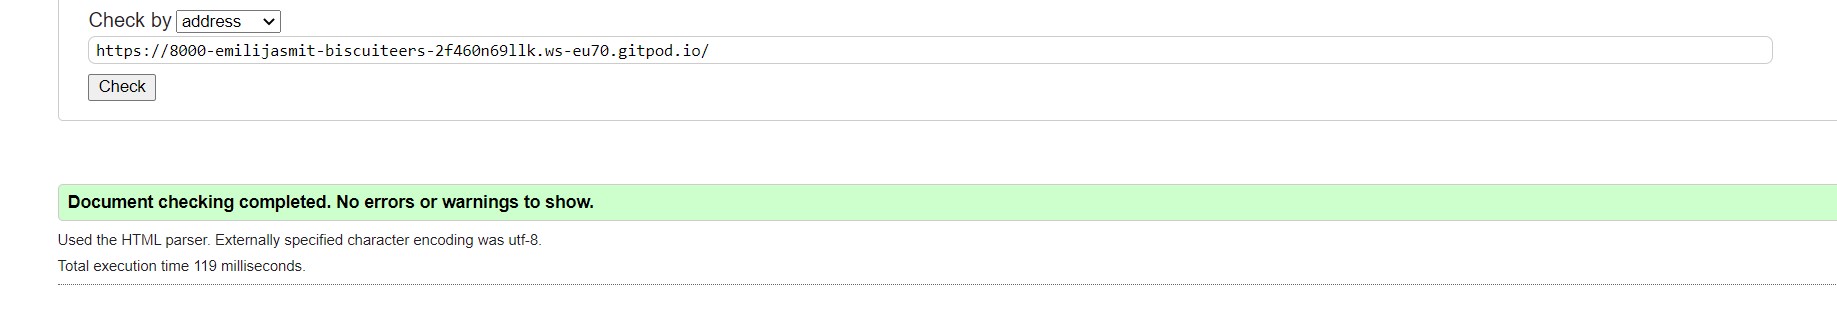 Check by address
https://8000-emilijasmit-biscuiteers-2f460n69llk.ws-eu70.gitpod.io/
Check
Document checking completed. No errors or warnings to show.
Used the HTML parser. Externally specified character encoding was utf-8.
Total execution time 119 milliseconds.